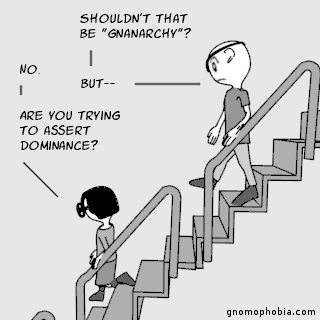 SHOULDN'T THAT
BE "GNANARCHY"?
NO.
BUT--
ARE YOU TRYING
TO ASSERT
DOMINANCE?
gnomophobia.com